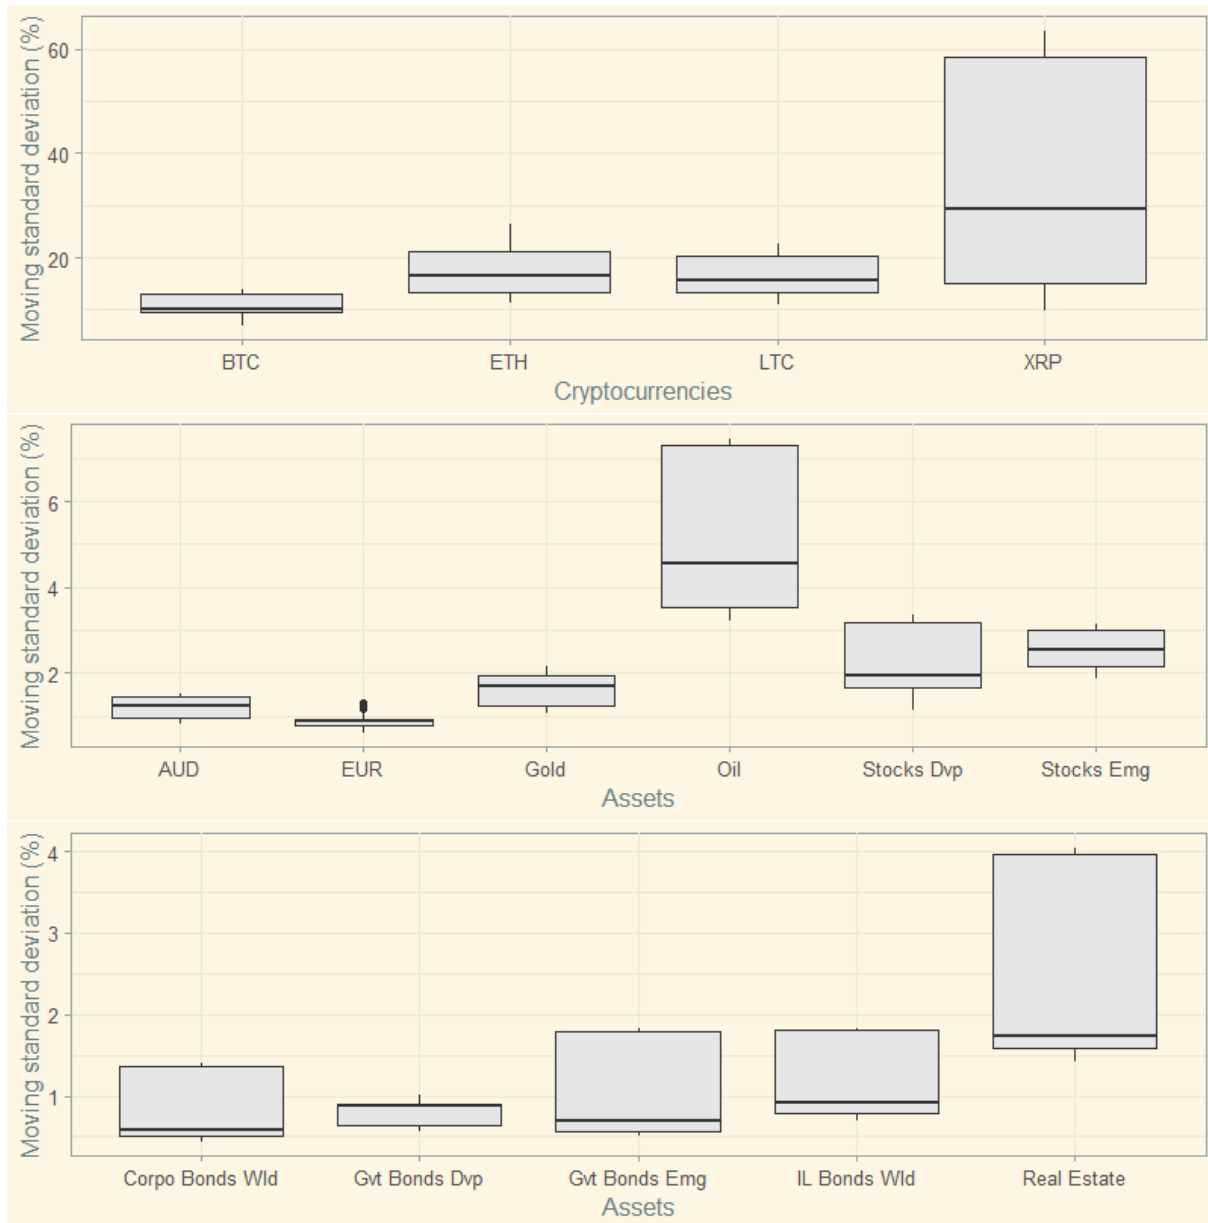 Moving standard deviation (%)
60
40
20
BTC ETH LTC XRP
Cryptocurrencies
Moving standard deviation (%)
6
4
2
AUD EUR Gold Oil Stocks Dvp Stocks Emg
Assets
Moving standard deviation (%)
4
3
2
1
Corpo Bonds Wld Gvt Bonds Dvp Gvt Bonds Emg IL Bonds Wld Real Estate
Assets